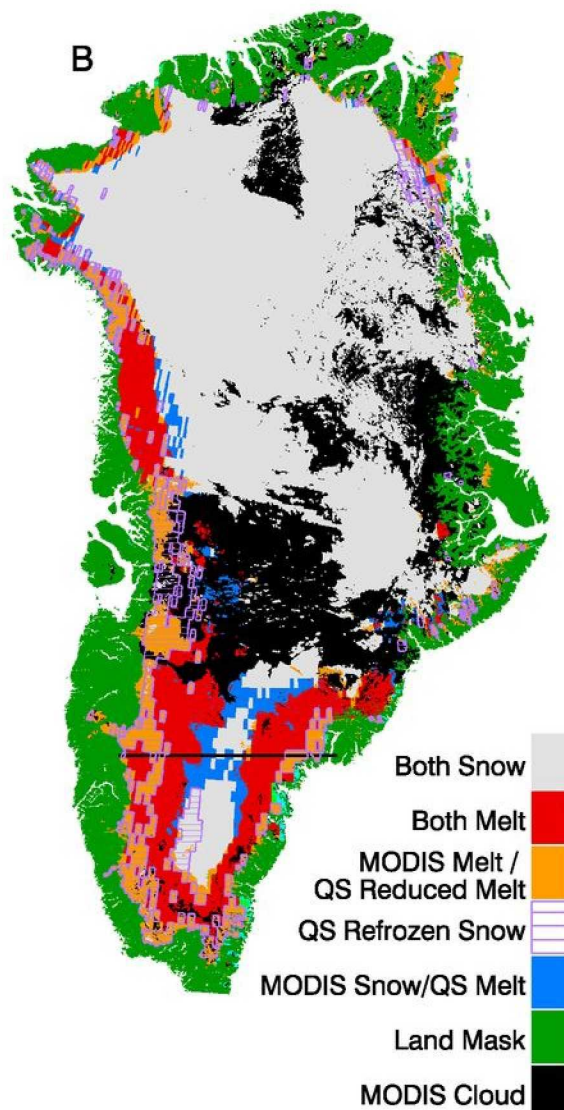 B
Both Snow
Both Melt
MODIS Melt /
QS Reduced Melt
QS Refrozen Snow
MODIS Snow/QS Melt
Land Mask
MODIS Cloud